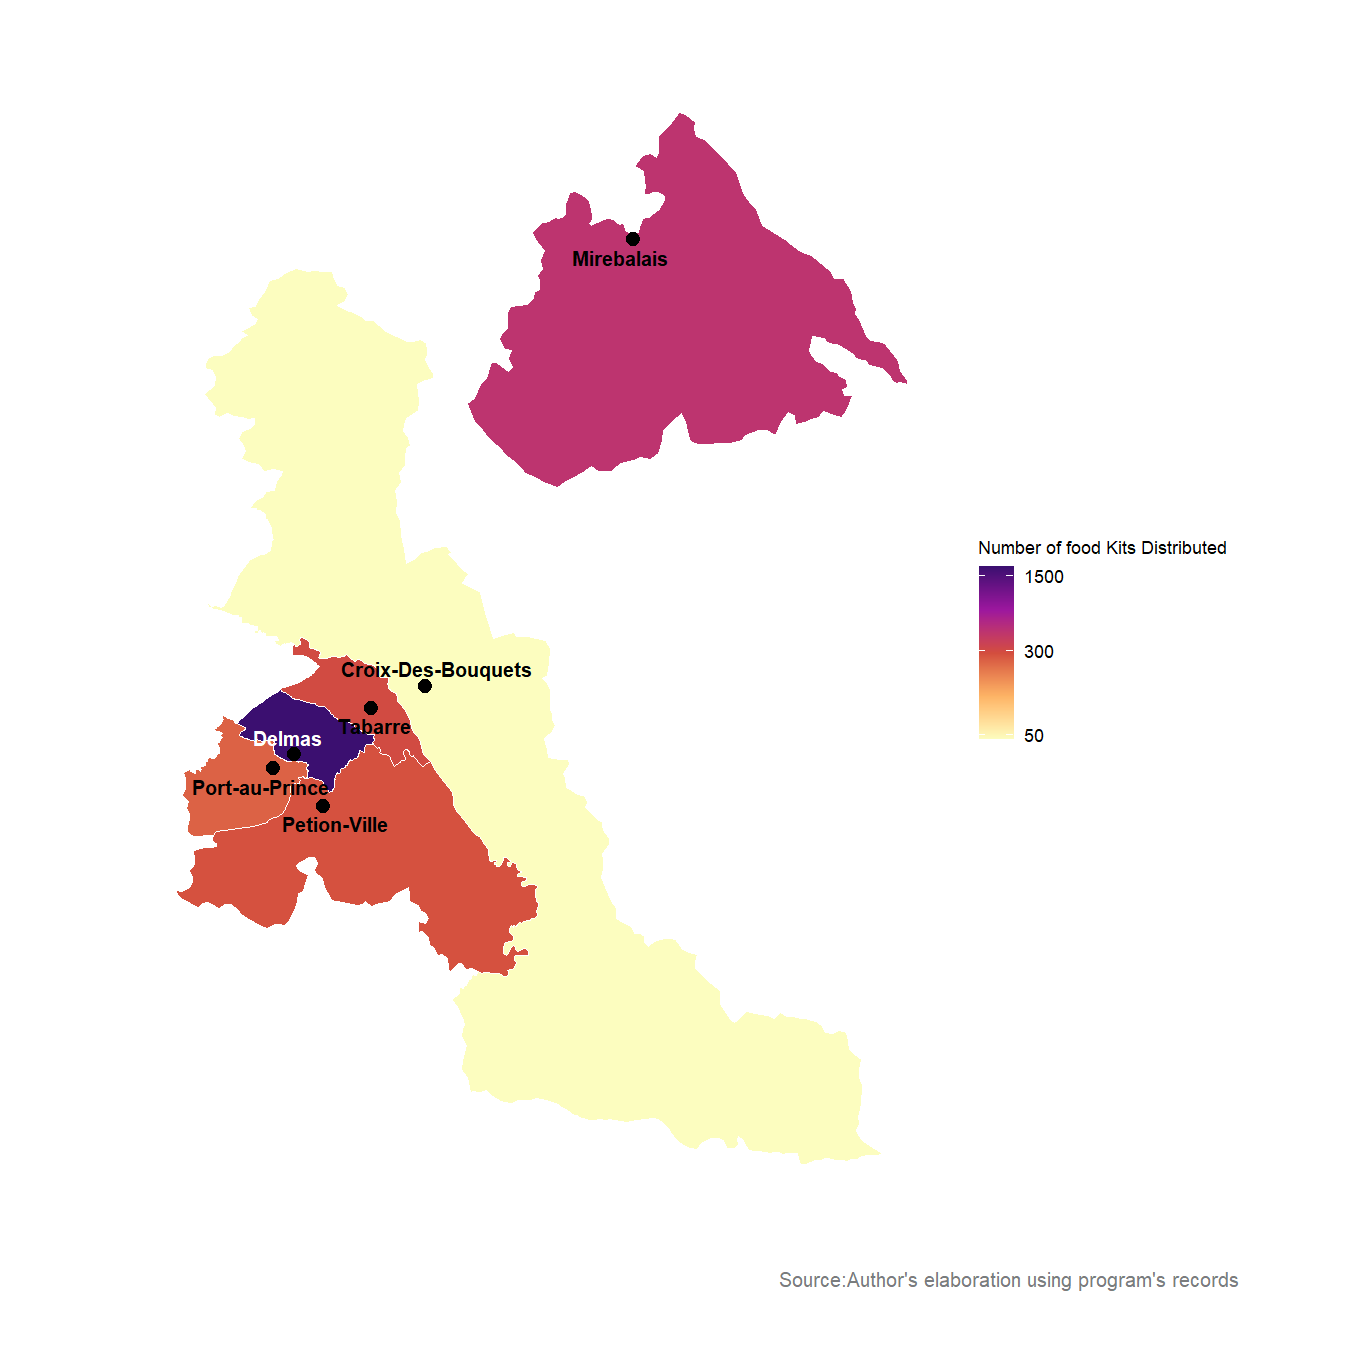 Mirebalais
Number of food Kits Distributed
1500
300
50
Croix-Des-Bouquets
Tabarre
Delmas
Port-au-Prince
Petion-Ville
Source:Author's elaboration using program's records